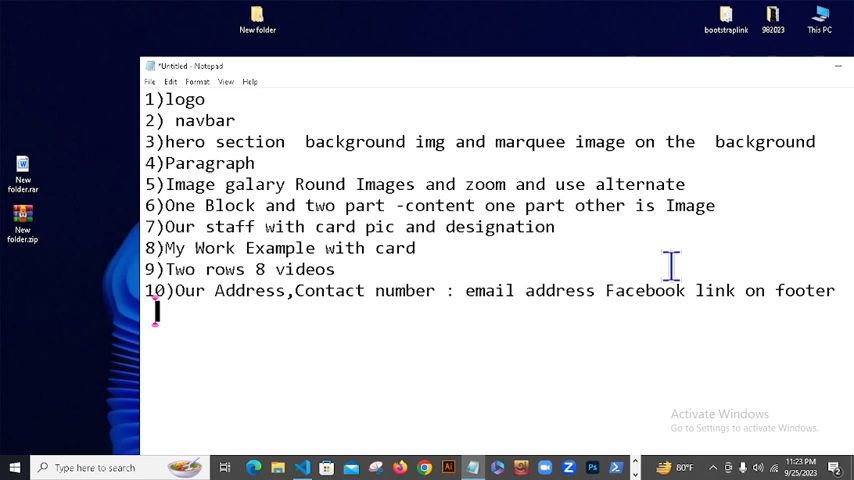 New folder
bootstraplink
982023
This PC
*Untitled - Notepad
File Edit Format View Help
1)logo
2) navbar
3)hero section  background img and marquee image on the  background
4)Paragraph
5)Image galary Round Images and zoom and use alternate
6)One Block and two part -content one part other is Image
7)Our staff with card pic and designation
8)My Work Example with card
9)Two rows 8 videos
10)Our Address,Contact number : email address Facebook link on footer
New
folder.rar
New
folder.zip
Activate Windows
Go to Settings to activate Windows.
Type here to search
80°F
11:23 PM
9/25/2023
2